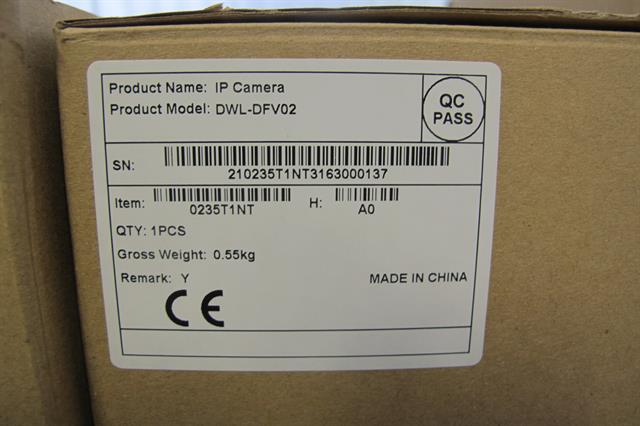 Product Name: IP Camera
Product Model: DWL-DFV02
QC
PASS
SN:
210235T1NT3163000137
Item: H:
0235T1NT A0
QTY: 1PCS
Gross Weight: 0.55kg
Remark: Y MADE IN CHINA
CE